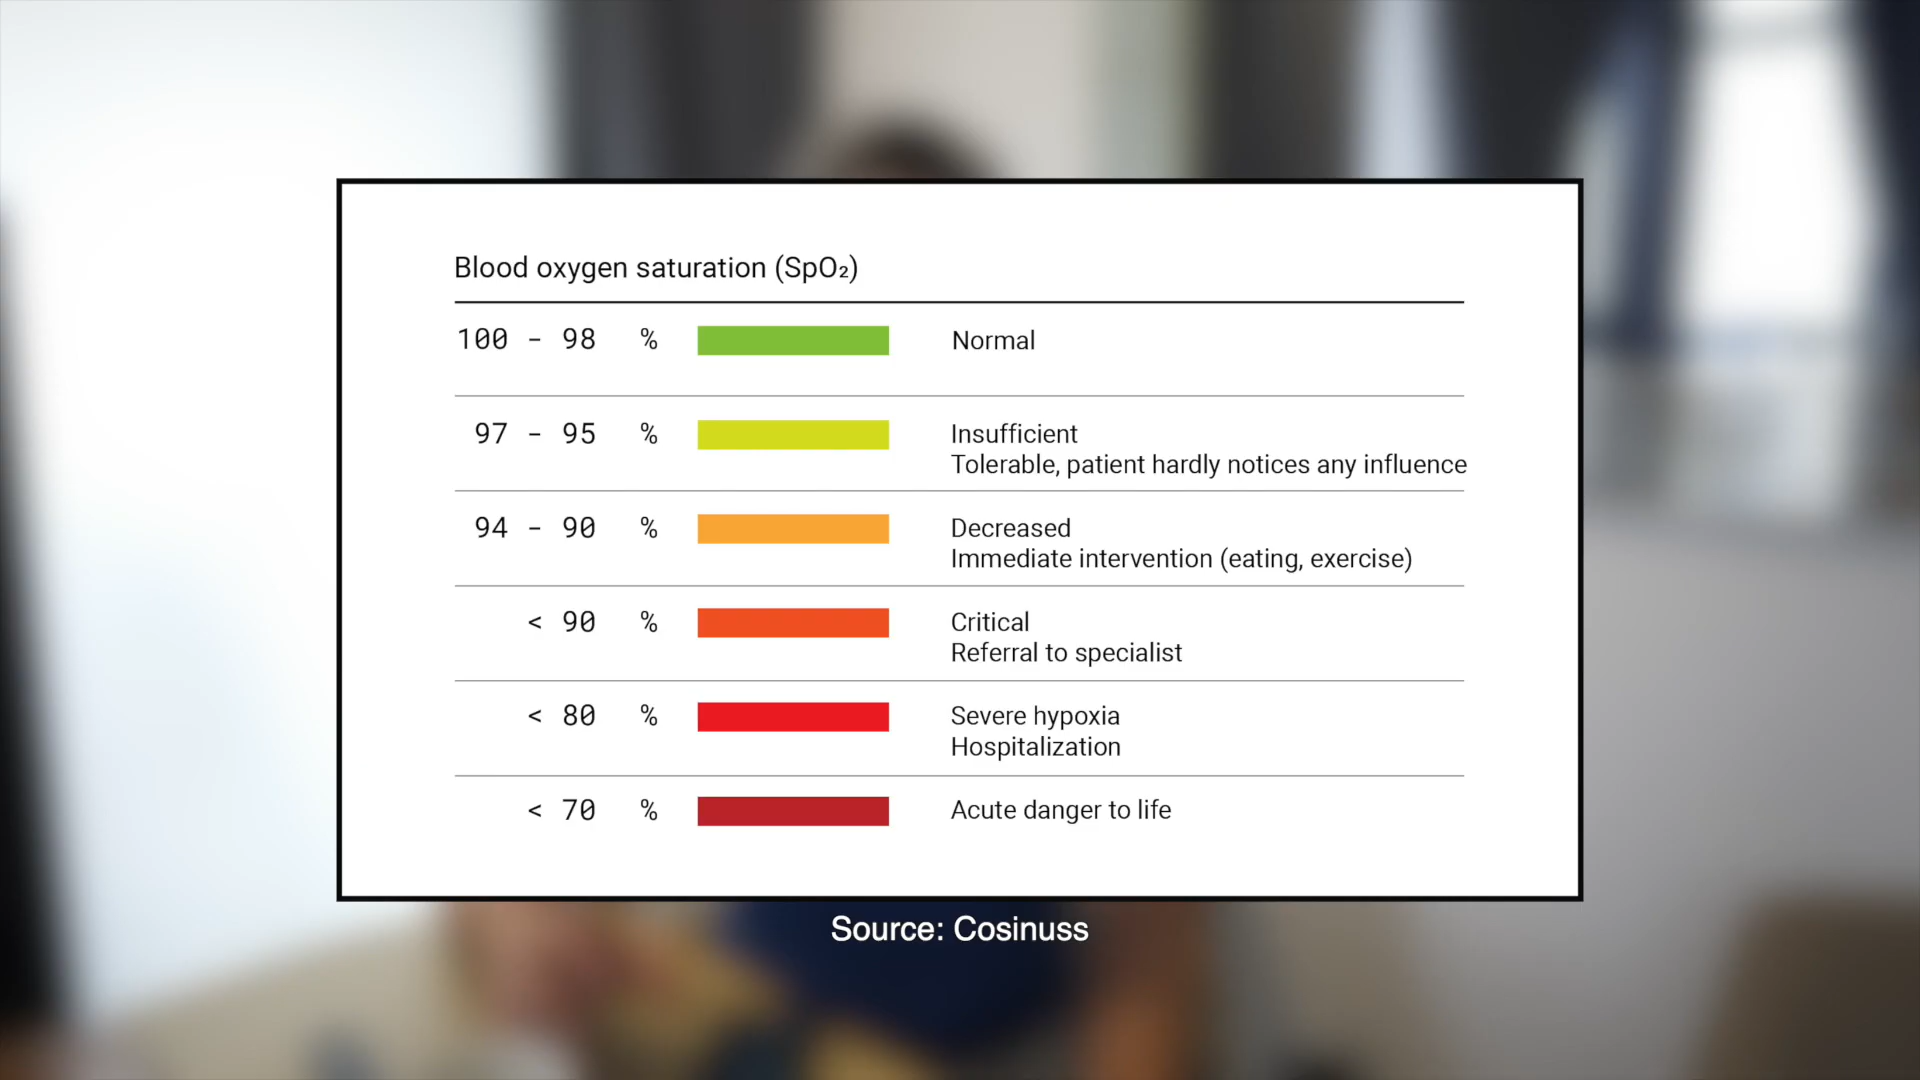 Blood oxygen saturation (SpO₂)
100 - 98 % Normal
97 - 95 % Insufficient
Tolerable, patient hardly notices any influence
94 - 90 % Decreased
Immediate intervention (eating, exercise)
< 90 % Critical
Referral to specialist
< 80 % Severe hypoxia
Hospitalization
< 70 % Acute danger to life
Source: Cosinuss